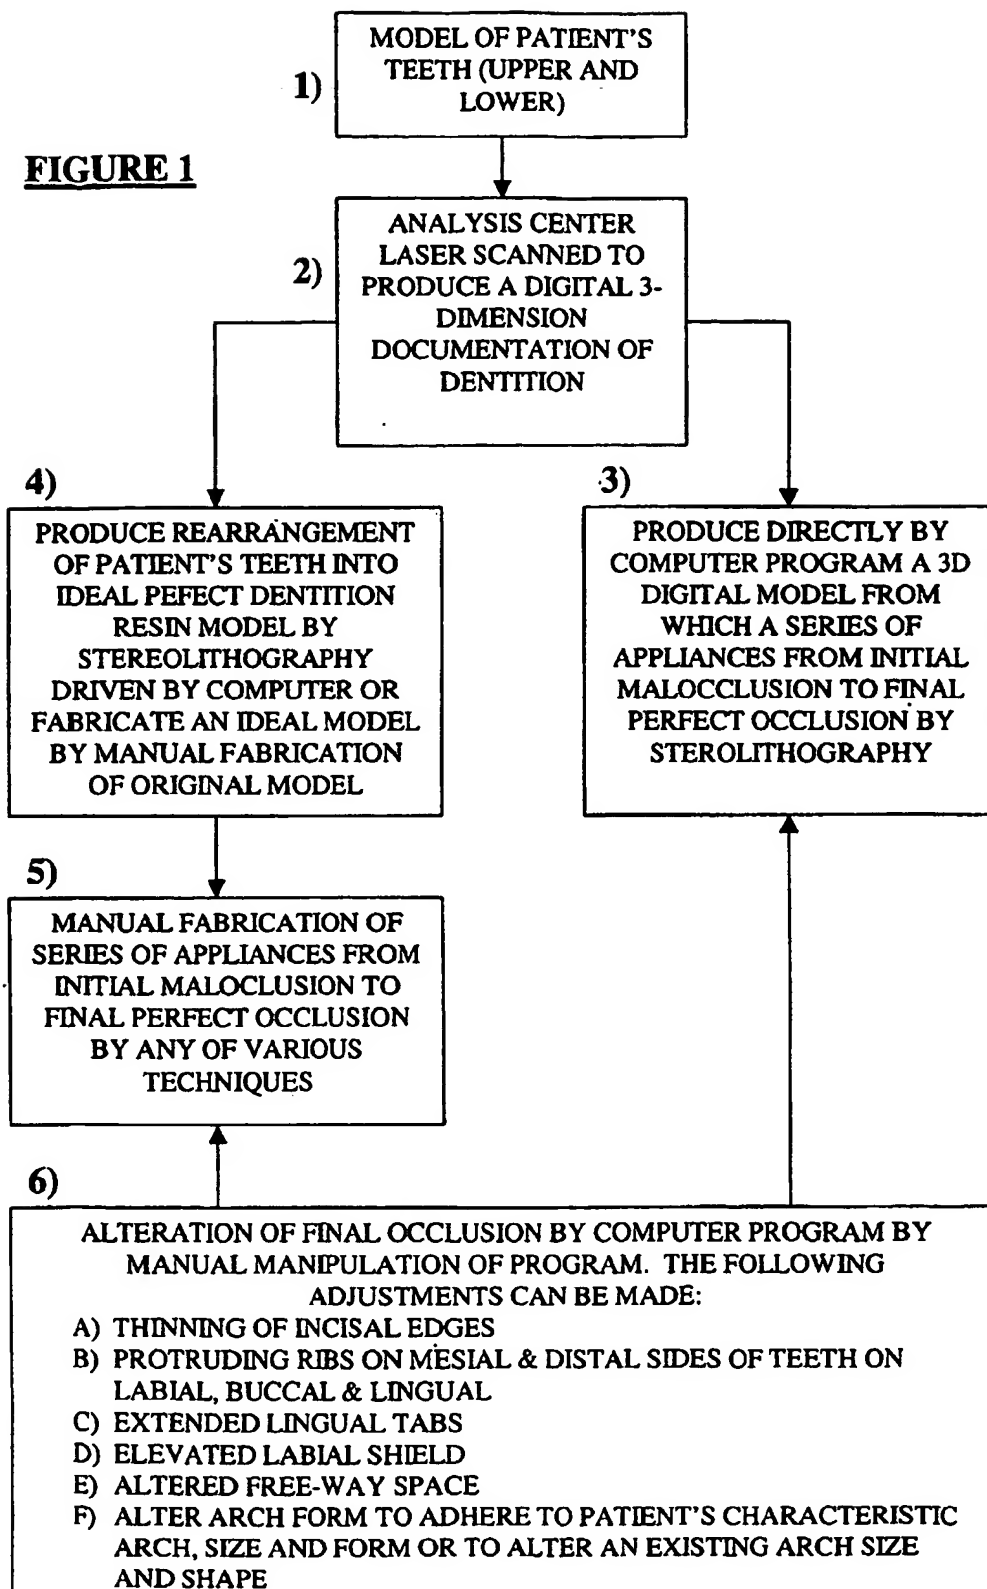 1)
MODEL OF PATIENT'S
TEETH (UPPER AND
LOWER)
FIGURE 1
2)
ANALYSIS CENTER
LASER SCANNED TO
PRODUCE A DIGITAL 3-
DIMENSION
DOCUMENTATION OF
DENTITION
4)
PRODUCE REARRANGEMENT
OF PATIENT'S TEETH INTO
IDEAL PEFECT DENTITION
RESIN MODEL BY
STEREOLITHOGRAPHY
DRIVEN BY COMPUTER OR
FABRICATE AN IDEAL MODEL
BY MANUAL FABRICATION
OF ORIGINAL MODEL
3)
PRODUCE DIRECTLY BY
COMPUTER PROGRAM A 3D
DIGITAL MODEL FROM
WHICH A SERIES OF
APPLIANCES FROM INITIAL
MALOCCLUSION TO FINAL
PERFECT OCCLUSION BY
STEROLITHOGRAPHY
5)
MANUAL FABRICATION OF
SERIES OF APPLIANCES FROM
INITIAL MALOCLUSION TO
FINAL PERFECT OCCLUSION
BY ANY OF VARIOUS
TECHNIQUES
6)
ALTERATION OF FINAL OCCLUSION BY COMPUTER PROGRAM BY
MANUAL MANIPULATION OF PROGRAM. THE FOLLOWING
ADJUSTMENTS CAN BE MADE:
A) THINNING OF INCISAL EDGES
B) PROTRUDING RIBS ON MESIAL & DISTAL SIDES OF TEETH ON
LABIAL, BUCCAL & LINGUAL
C) EXTENDED LINGUAL TABS
D) ELEVATED LABIAL SHIELD
E) ALTERED FREE-WAY SPACE
F) ALTER ARCH FORM TO ADHERE TO PATIENT'S CHARACTERISTIC
ARCH, SIZE AND FORM OR TO ALTER AN EXISTING ARCH SIZE
AND SHAPE